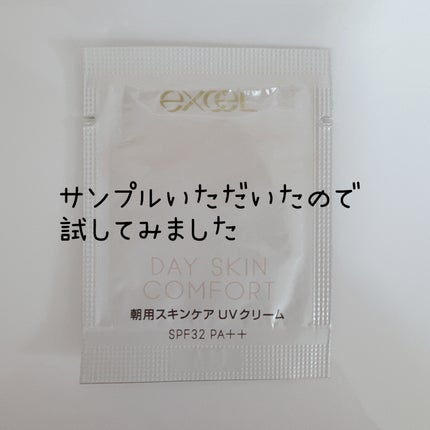 excel
サンプルいただいたので
試してみました
DAY SKIN
COMFORT
朝用スキンケア UVクリーム
SPF32 PA++